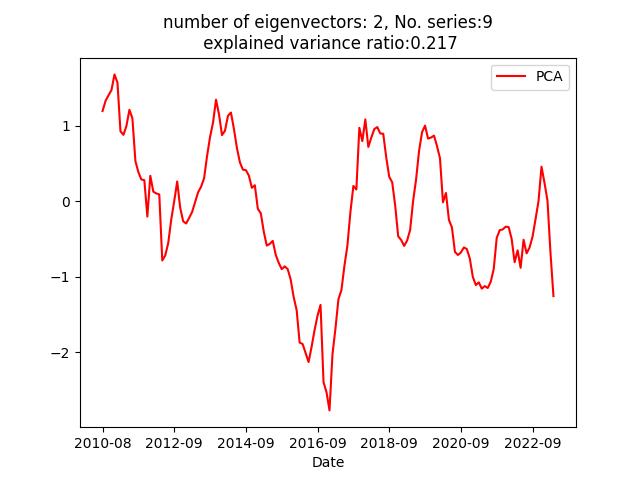 number of eigenvectors: 2, No. series:9
explained variance ratio:0.217
PCA
1
0
−1
−2
2010-08 2012-09 2014-09 2016-09 2018-09 2020-09 2022-09
Date